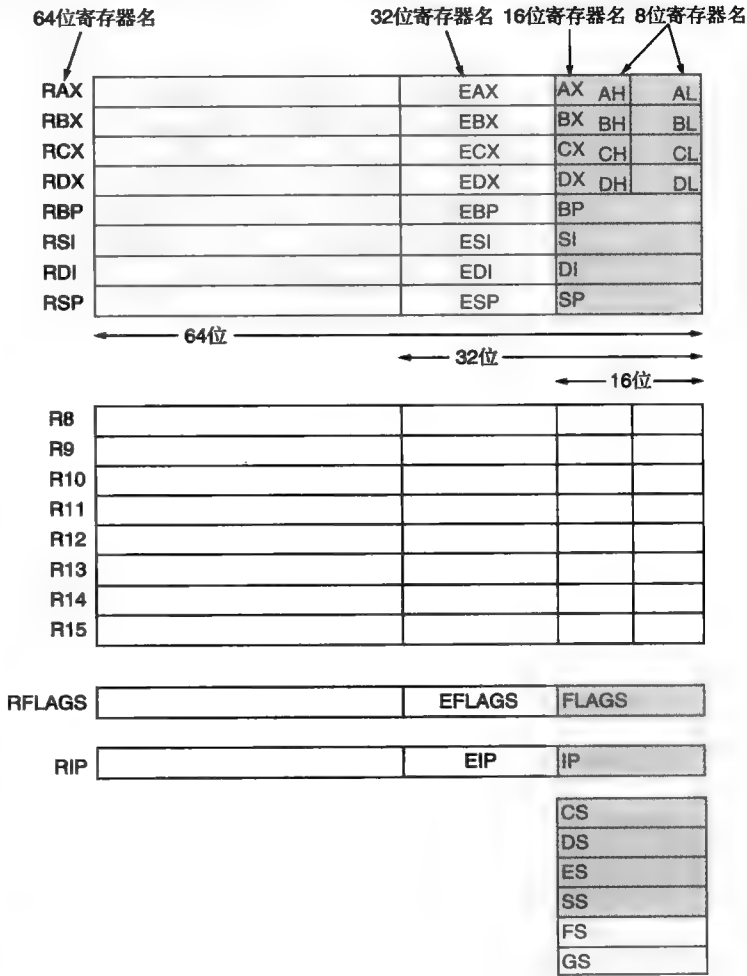 64位寄存器名 32位寄存器名 16位寄存器名 8位寄存器名
RAX EAX AX AH AL
RBX EBX BX BH BL
RCX ECX CX CH CL
RDX EDX DX DH DL
RBP EBP BP
RSI ESI SI
RDI EDI DI
RSP ESP SP
64位
32位
16位
R8
R9
R10
R11
R12
R13
R14
R15
RFLAGS EFLAGS FLAGS
RIP EIP IP
CS
DS
ES
SS
FS
GS